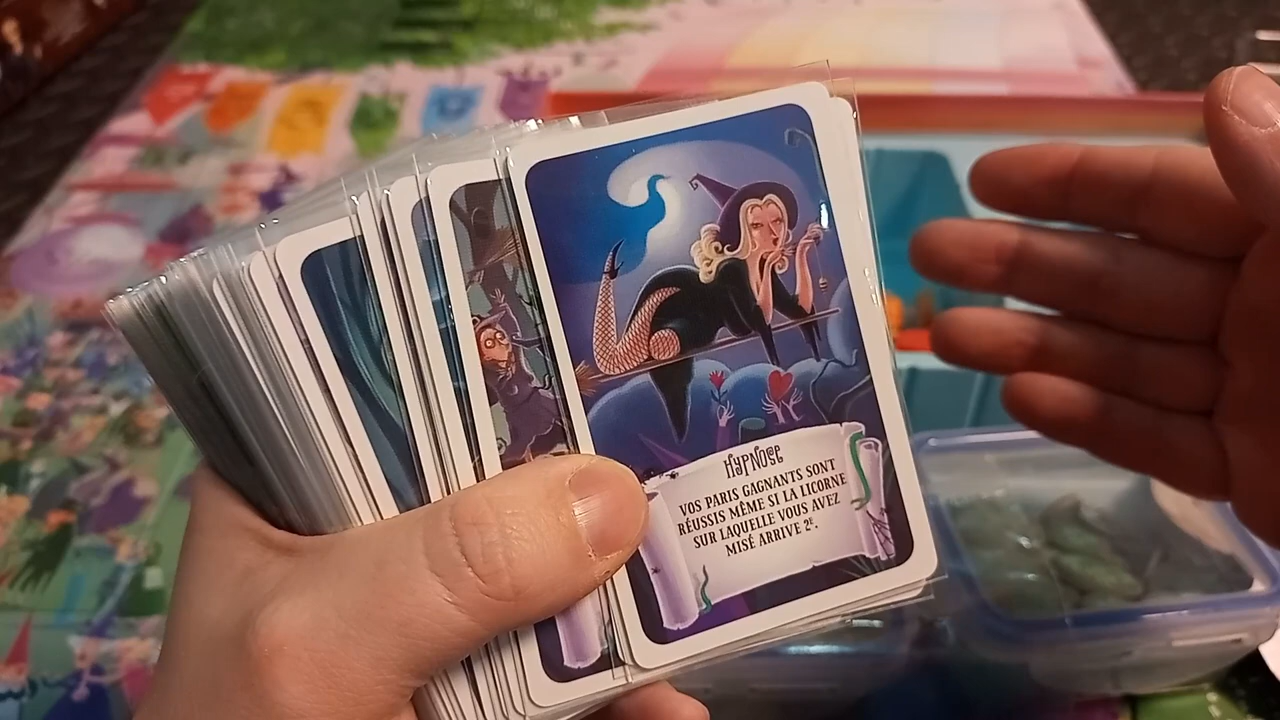 HYPNOSE
VOS PARIS GAGNANTS SONT
RÉUSSIS MÊME SI LA LICORNE
SUR LAQUELLE VOUS AVEZ
MISÉ ARRIVE 2E.